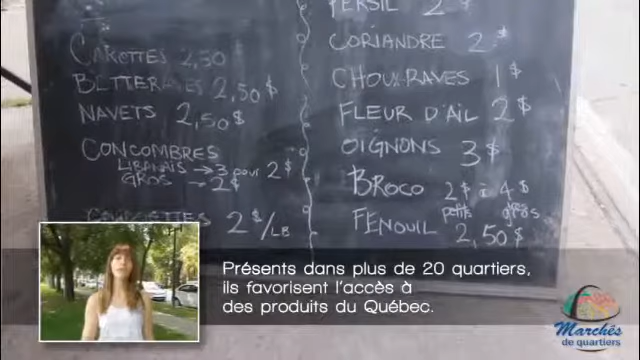 CAROTTES 2,50
BETTERAVES 2,50$
NAVETS 2,50$
CONCOMBRES
LIBANAIS → 3 pour 2$
GROS → 2$
COURGETTES 2$/LB
PERSIL 2$
CORIANDRE 2$
CHOUX-RAVES 1$
FLEUR D'AIL 2$
OIGNONS 3$
BROCO 2$ à 4$
petits très gros
FENOUIL 2,50$
Présents dans plus de 20 quartiers,
ils favorisent l'accès à
des produits du Québec.
Marchés
de quartiers